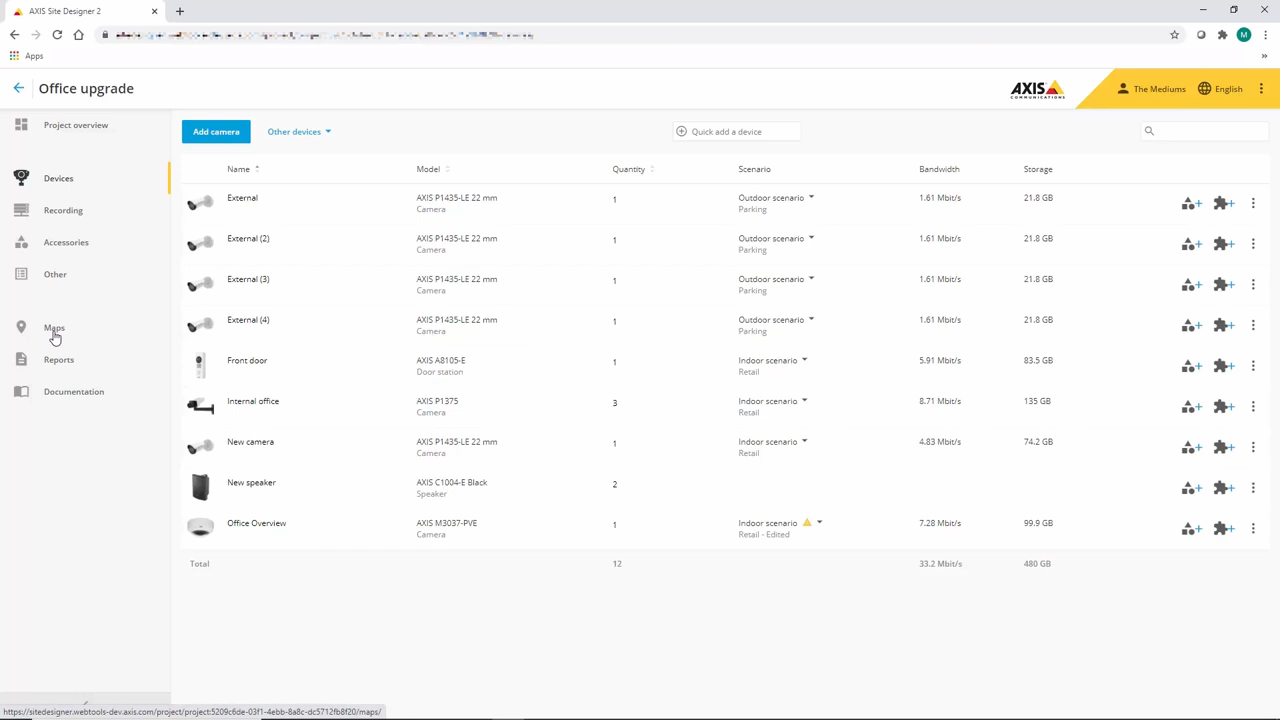 AXIS Site Designer 2
Apps
Office upgrade
AXIS COMMUNICATIONS
The Mediums
English
Project overview
Devices
Recording
Accessories
Other
Maps
Reports
Documentation
Add camera
Other devices
Quick add a device
Name Model Quantity Scenario Bandwidth Storage
External AXIS P1435-LE 22 mm 1 Outdoor scenario 1.61 Mbit/s 21.8 GB
Camera Parking
External (2) AXIS P1435-LE 22 mm 1 Outdoor scenario 1.61 Mbit/s 21.8 GB
Camera Parking
External (3) AXIS P1435-LE 22 mm 1 Outdoor scenario 1.61 Mbit/s 21.8 GB
Camera Parking
External (4) AXIS P1435-LE 22 mm 1 Outdoor scenario 1.61 Mbit/s 21.8 GB
Camera Parking
Front door AXIS A8105-E 1 Indoor scenario 5.91 Mbit/s 83.5 GB
Door station Retail
Internal office AXIS P1375 3 Indoor scenario 8.71 Mbit/s 135 GB
Camera Retail
New camera AXIS P1435-LE 22 mm 1 Indoor scenario 4.83 Mbit/s 74.2 GB
Camera Retail
New speaker AXIS C1004-E Black 2
Speaker
Office Overview AXIS M3037-PVE 1 Indoor scenario 7.28 Mbit/s 99.9 GB
Camera Retail - Edited
Total 12 33.2 Mbit/s 480 GB
https://sitedesigner.webtools-dev.axis.com/project/project:5209c6de-03f1-4ebb-8a8c-dc5712fb8f20/maps/
M